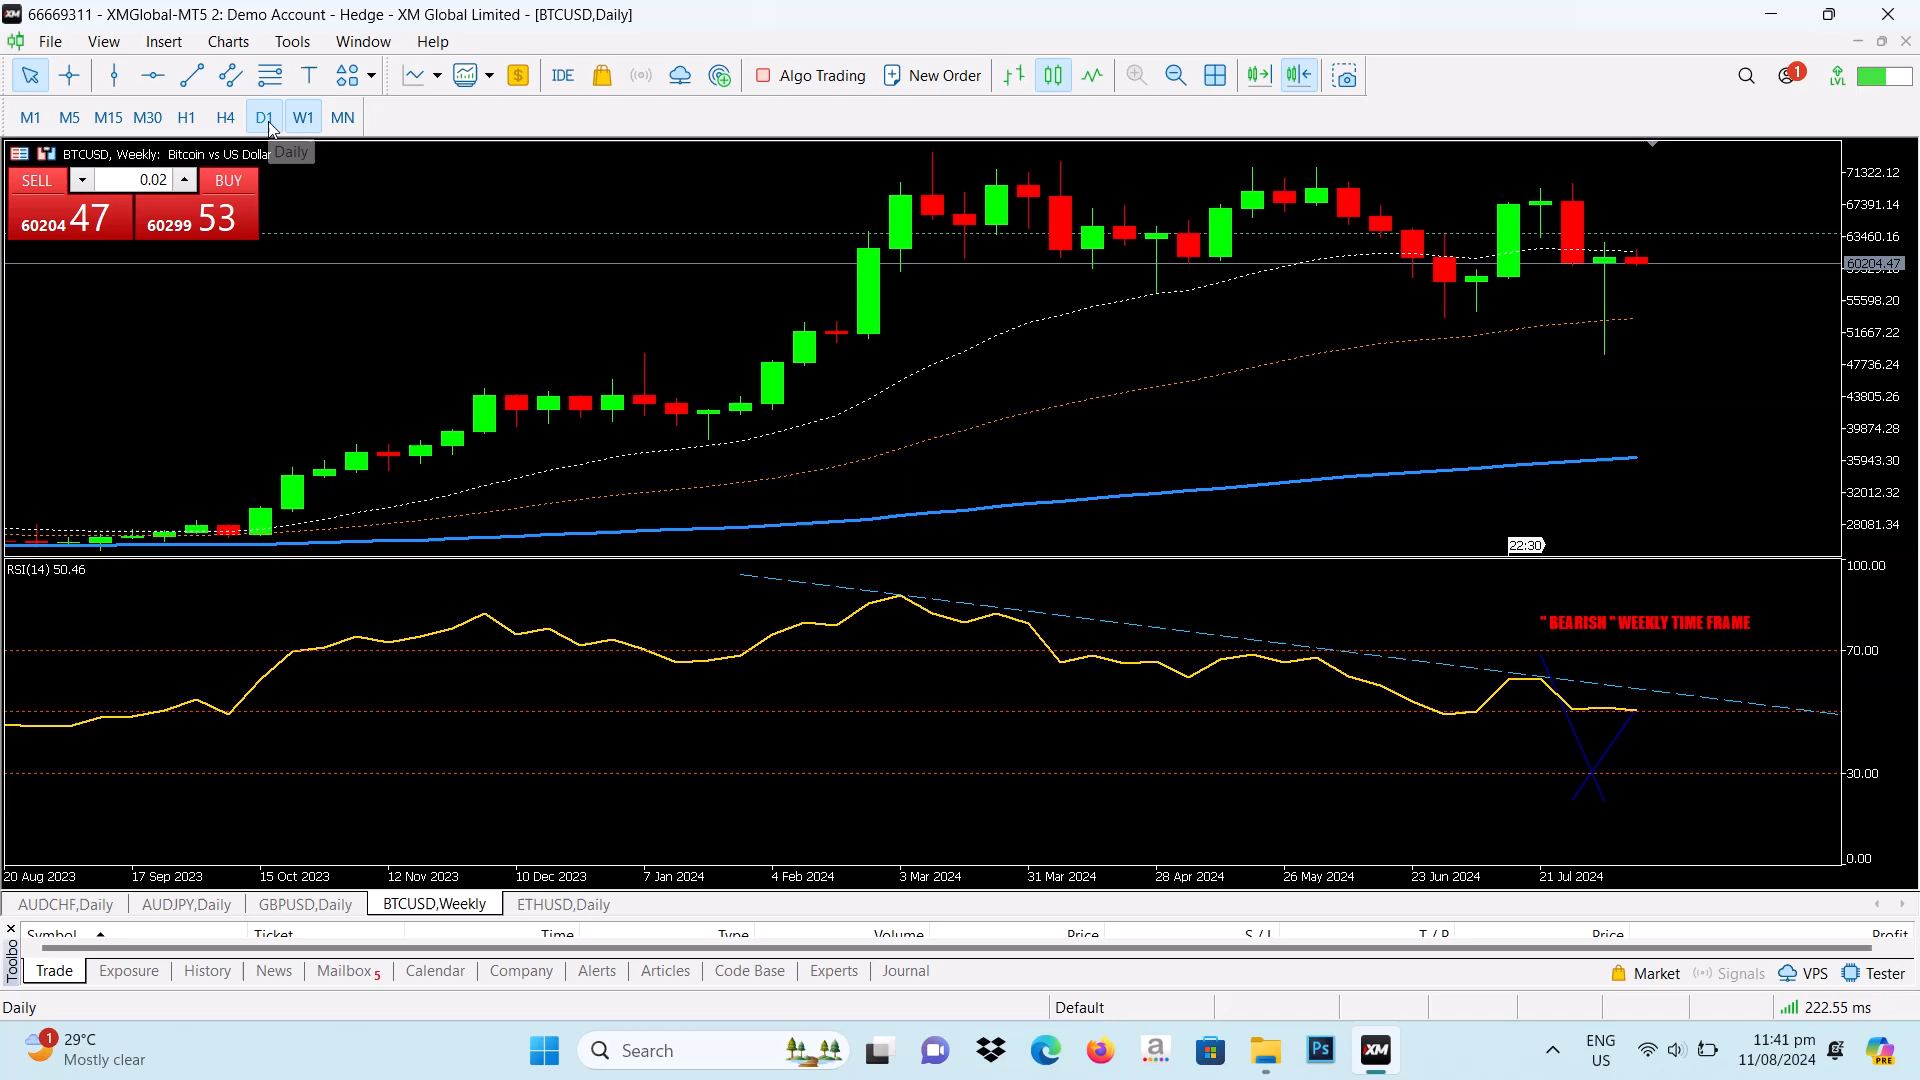 66669311 - XMGlobal-MT5 2: Demo Account - Hedge - XM Global Limited - [BTCUSD,Daily]
File View Insert Charts Tools Window Help
IDE Algo Trading New Order 1 LVL
M1 M5 M15 M30 H1 H4 D1 W1 MN
BTCUSD, Weekly: Bitcoin vs US Dollar
Daily
SELL 0.02 BUY
60204 47 60299 53
71322.12
67391.14
63460.16
60204.47
55598.20
51667.22
47736.24
43805.26
39874.28
35943.30
32012.32
28081.34
22:30
RSI(14) 50.46
100.00
" BEARISH " WEEKLY TIME FRAME
70.00
30.00
0.00
20 Aug 2023 17 Sep 2023 15 Oct 2023 12 Nov 2023 10 Dec 2023 7 Jan 2024 4 Feb 2024 3 Mar 2024 31 Mar 2024 28 Apr 2024 26 May 2024 23 Jun 2024 21 Jul 2024
AUDCHF,Daily AUDJPY,Daily GBPUSD,Daily BTCUSD,Weekly ETHUSD,Daily
Symbol Ticket Time Type Volume Price S / L T / P Price Profit
Toolbo
Trade Exposure History News Mailbox 5 Calendar Company Alerts Articles Code Base Experts Journal Market Signals VPS Tester
Daily Default 222.55 ms
1 29°C
Mostly clear
Search
a
Ps
XM
ENG
US
11:41 pm
11/08/2024
PRE